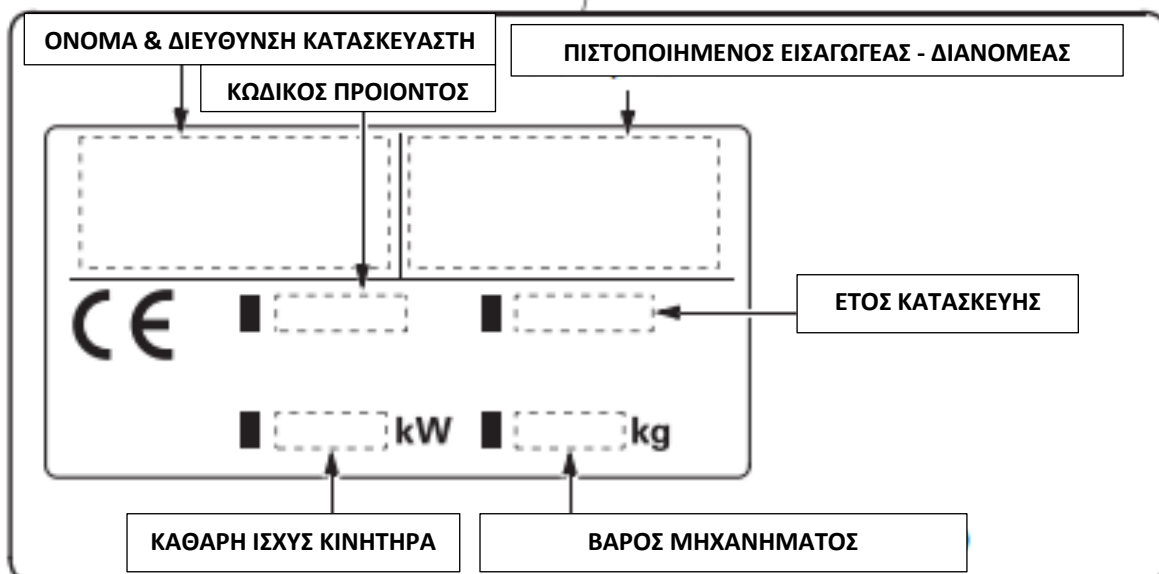 ΟΝΟΜΑ & ΔΙΕΥΘΥΝΣΗ ΚΑΤΑΣΚΕΥΑΣΤΗ
ΠΙΣΤΟΠΟΙΗΜΕΝΟΣ ΕΙΣΑΓΩΓΕΑΣ - ΔΙΑΝΟΜΕΑΣ
ΚΩΔΙΚΟΣ ΠΡΟΙΟΝΤΟΣ
CE
ΕΤΟΣ ΚΑΤΑΣΚΕΥΗΣ
kW
kg
ΚΑΘΑΡΗ ΙΣΧΥΣ ΚΙΝΗΤΗΡΑ
ΒΑΡΟΣ ΜΗΧΑΝΗΜΑΤΟΣ